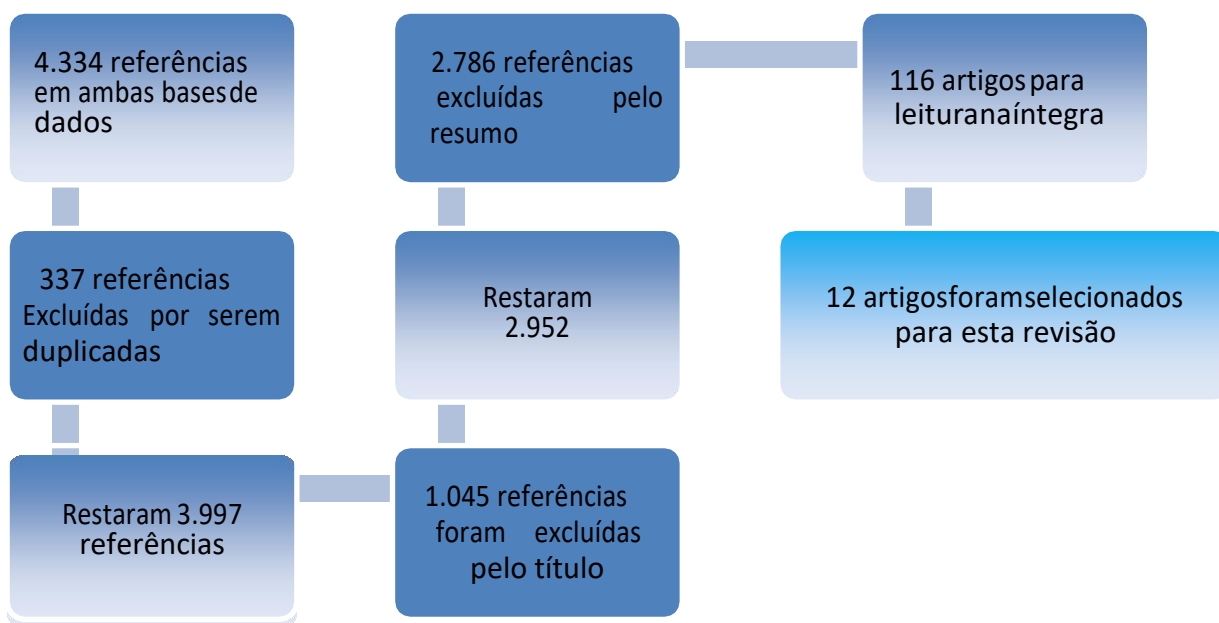 4.334 referências
em ambas basesde
dados
337 referências
Excluídas por serem
duplicadas
Restaram 3.997
referências
1.045 referências
foram excluídas
pelo título
Restaram
2.952
2.786 referências
excluídas pelo
resumo
116 artigos para
leituranaíntegra
12 artigosforamselecionados
para esta revisão